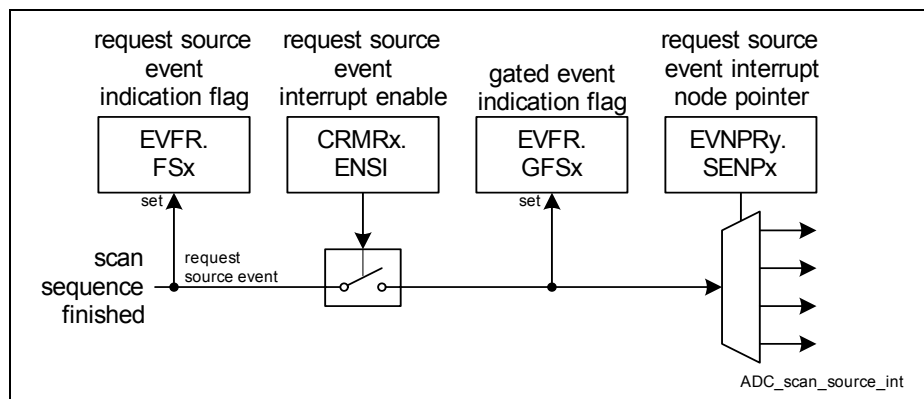 request source
event
indication flag
request source
event
interrupt enable
gated event
indication flag
request source
event interrupt
node pointer
EVFR.
FSx
CRMRx.
ENSI
EVFR.
GFSx
EVNPRy.
SENPx
set
set
scan
sequence
finished
request
source event
ADC_scan_source_int